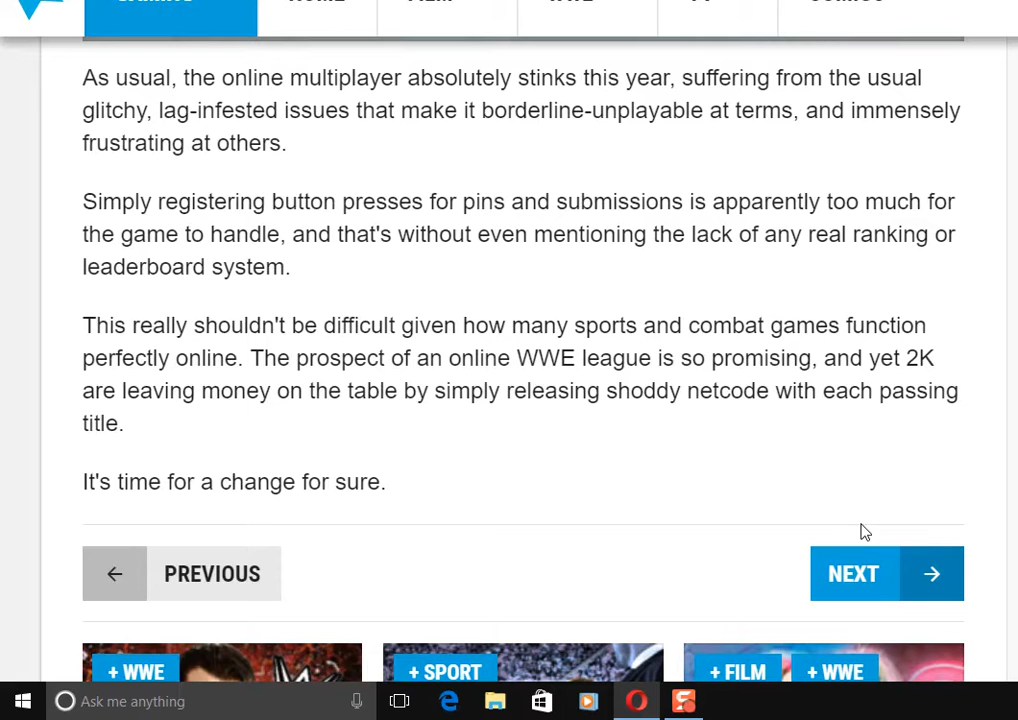 As usual, the online multiplayer absolutely stinks this year, suffering from the usual
glitchy, lag-infested issues that make it borderline-unplayable at terms, and immensely
frustrating at others.
Simply registering button presses for pins and submissions is apparently too much for
the game to handle, and that's without even mentioning the lack of any real ranking or
leaderboard system.
This really shouldn't be difficult given how many sports and combat games function
perfectly online. The prospect of an online WWE league is so promising, and yet 2K
are leaving money on the table by simply releasing shoddy netcode with each passing
title.
It's time for a change for sure.
← PREVIOUS NEXT →
+ WWE + SPORT + FILM + WWE
Ask me anything